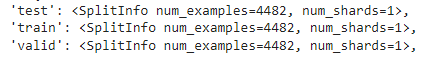 'test': <SplitInfo num_examples=4482, num_shards=1>,
'train': <SplitInfo num_examples=4482, num_shards=1>,
'valid': <SplitInfo num_examples=4482, num_shards=1>,